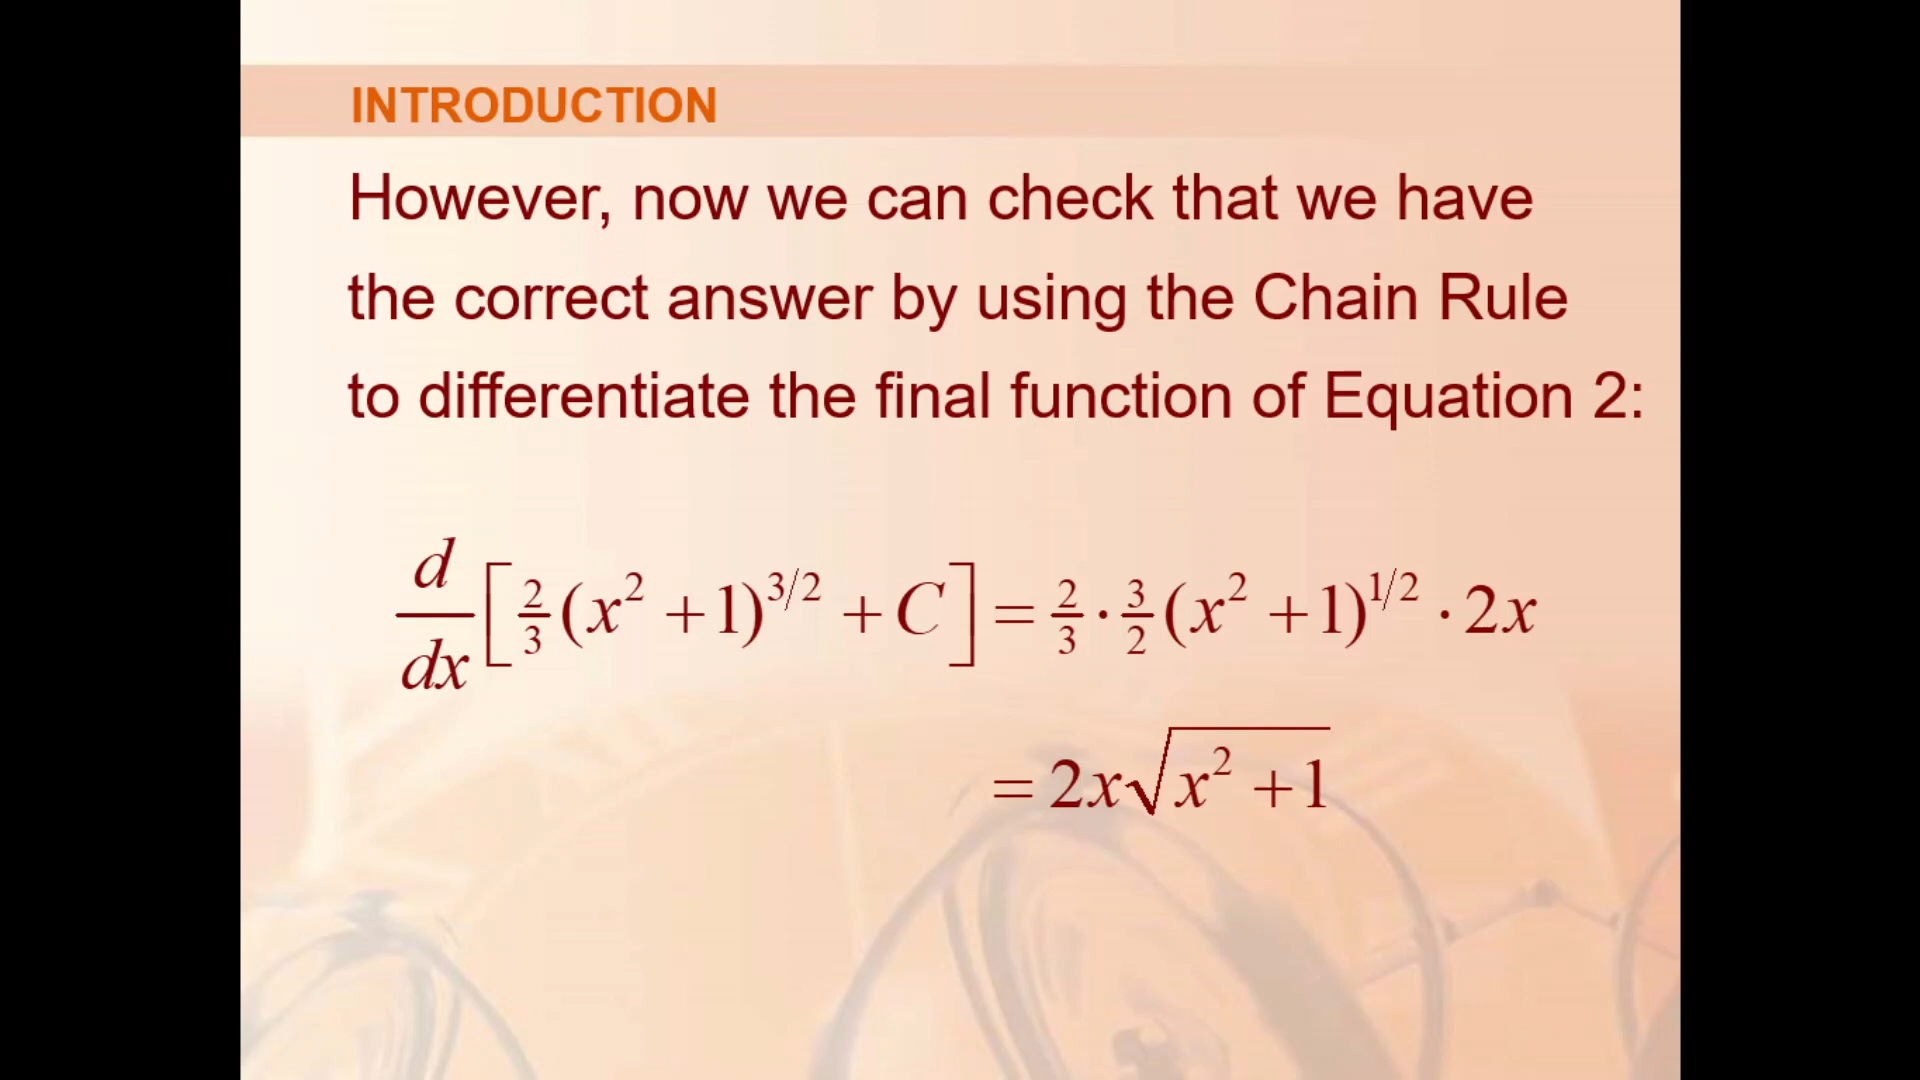 INTRODUCTION
However, now we can check that we have
the correct answer by using the Chain Rule
to differentiate the final function of Equation 2:
d/dx [2/3 (x² + 1)^{3/2} + C] = 2/3 · 3/2 (x² + 1)^{1/2} · 2x
= 2x√(x² + 1)